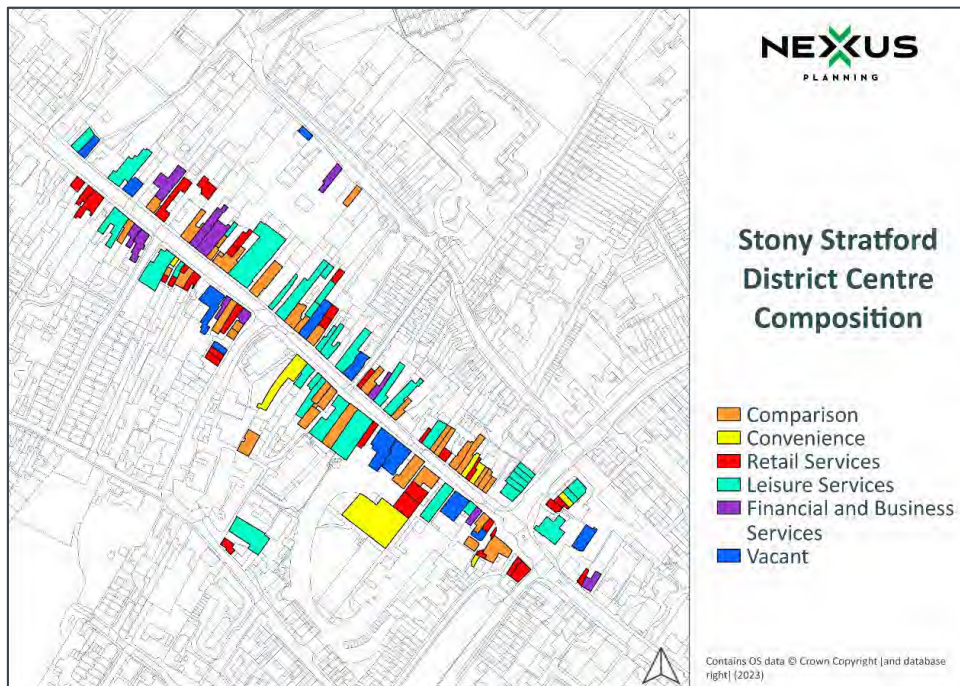 NEXUS
PLANNING
Stony Stratford
District Centre
Composition
Comparison
Convenience
Retail Services
Leisure Services
Financial and Business
Services
Vacant
Contains OS data © Crown Copyright [and database
right] (2023)